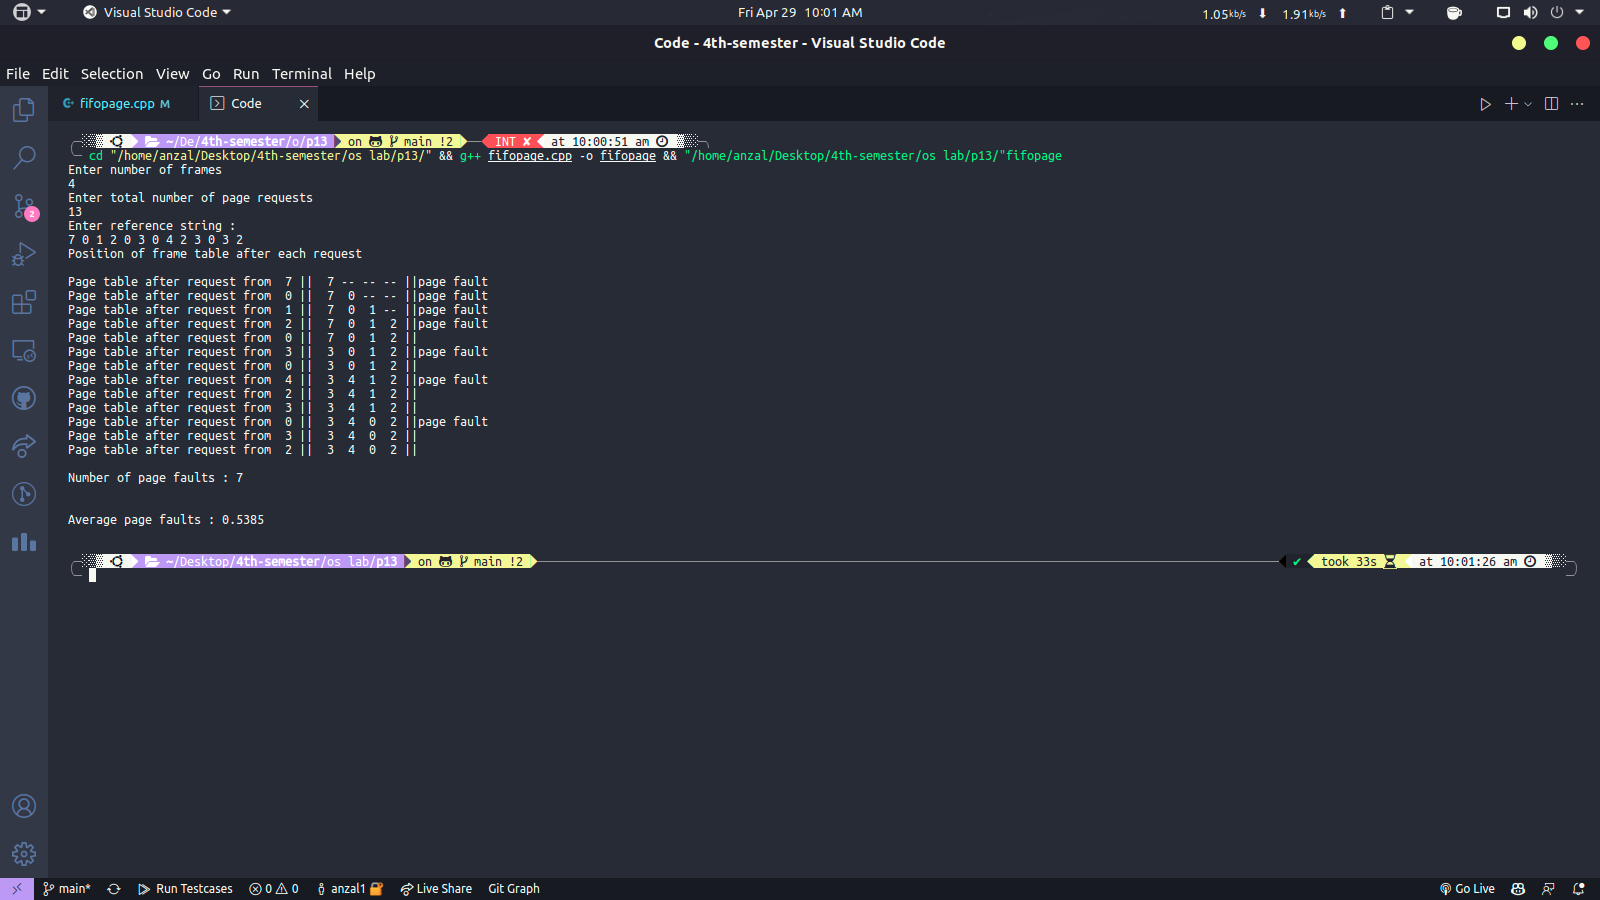 Visual Studio Code
Fri Apr 29 10:01 AM
1.05kb/s 1.91kb/s
Code - 4th-semester - Visual Studio Code
File Edit Selection View Go Run Terminal Help
fifopage.cpp M
Code
~/De/4th-semester/o/p13 on main !2 INT ✘ at 10:00:51 am
cd "/home/anzal/Desktop/4th-semester/os lab/p13/" && g++ fifopage.cpp -o fifopage && "/home/anzal/Desktop/4th-semester/os lab/p13/"fifopage
Enter number of frames
4
Enter total number of page requests
13
Enter reference string :
7 0 1 2 0 3 0 4 2 3 0 3 2
Position of frame table after each request
Page table after request from  7 ||  7 -- -- -- ||page fault
Page table after request from  0 ||  7  0 -- -- ||page fault
Page table after request from  1 ||  7  0  1 -- ||page fault
Page table after request from  2 ||  7  0  1  2 ||page fault
Page table after request from  0 ||  7  0  1  2 ||
Page table after request from  3 ||  3  0  1  2 ||page fault
Page table after request from  0 ||  3  0  1  2 ||
Page table after request from  4 ||  3  4  1  2 ||page fault
Page table after request from  2 ||  3  4  1  2 ||
Page table after request from  3 ||  3  4  1  2 ||
Page table after request from  0 ||  3  4  0  2 ||page fault
Page table after request from  3 ||  3  4  0  2 ||
Page table after request from  2 ||  3  4  0  2 ||
Number of page faults : 7
Average page faults : 0.5385
~/Desktop/4th-semester/os lab/p13 on main !2 ✔ took 33s at 10:01:26 am
2
main* Run Testcases 0 0 anzal1 Live Share Git Graph Go Live